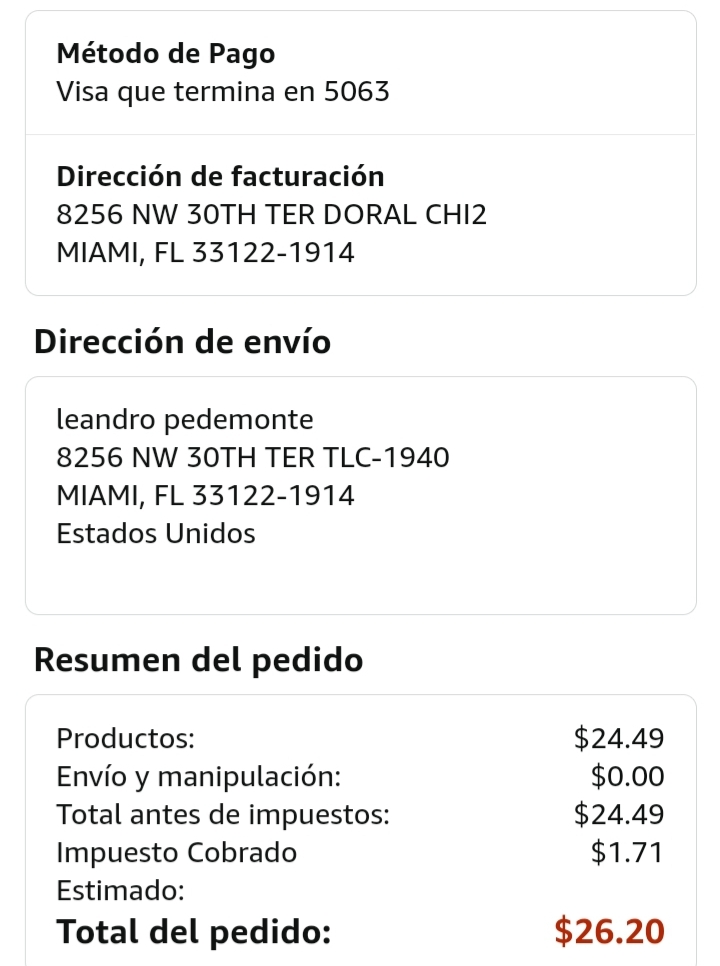 Método de Pago
Visa que termina en 5063
Dirección de facturación
8256 NW 30TH TER DORAL CHI2
MIAMI, FL 33122-1914
Dirección de envío
leandro pedemonte
8256 NW 30TH TER TLC-1940
MIAMI, FL 33122-1914
Estados Unidos
Resumen del pedido
Productos: $24.49
Envío y manipulación: $0.00
Total antes de impuestos: $24.49
Impuesto Cobrado $1.71
Estimado:
Total del pedido: $26.20